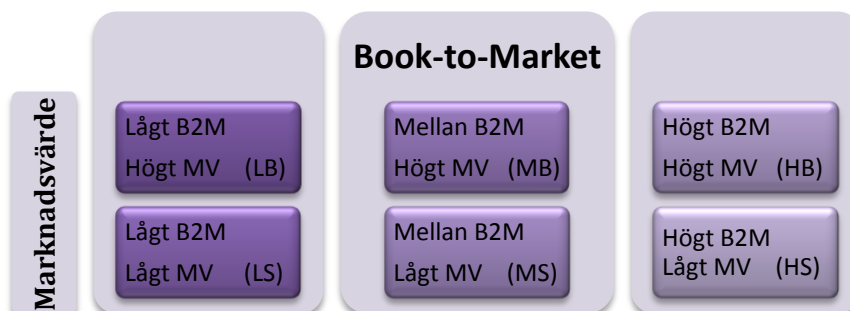 Book-to-Market
Marknadsvärde
Lågt B2M
Högt MV (LB)
Mellan B2M
Högt MV (MB)
Högt B2M
Högt MV (HB)
Lågt B2M
Lågt MV (LS)
Mellan B2M
Lågt MV (MS)
Högt B2M
Lågt MV (HS)